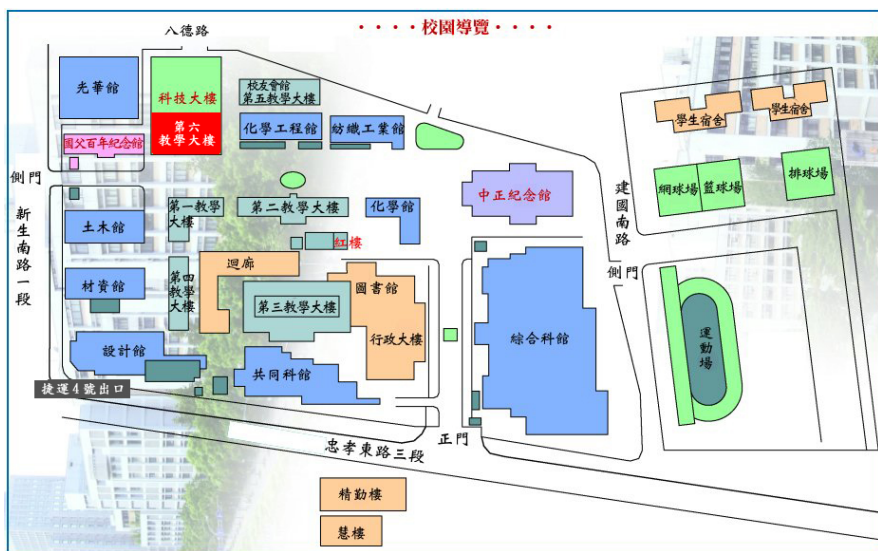 ····校園導覽····
八德路
光華館
科技大樓
校友會館
第五教學大樓
學生宿舍
學生宿舍
第六
教學大樓
化學工程館
紡織工業館
國父百年紀念館
側門
網球場
籃球場
排球場
建國南路
中正紀念館
新生南路一段
土木館
第一教學
大樓
第二教學大樓
化學館
紅樓
迴廊
側門
材資館
第四
教學
大樓
圖書館
第三教學大樓
行政大樓
綜合科館
運動場
設計館
共同科館
捷運4號出口
正門
忠孝東路三段
精勤樓
慧樓